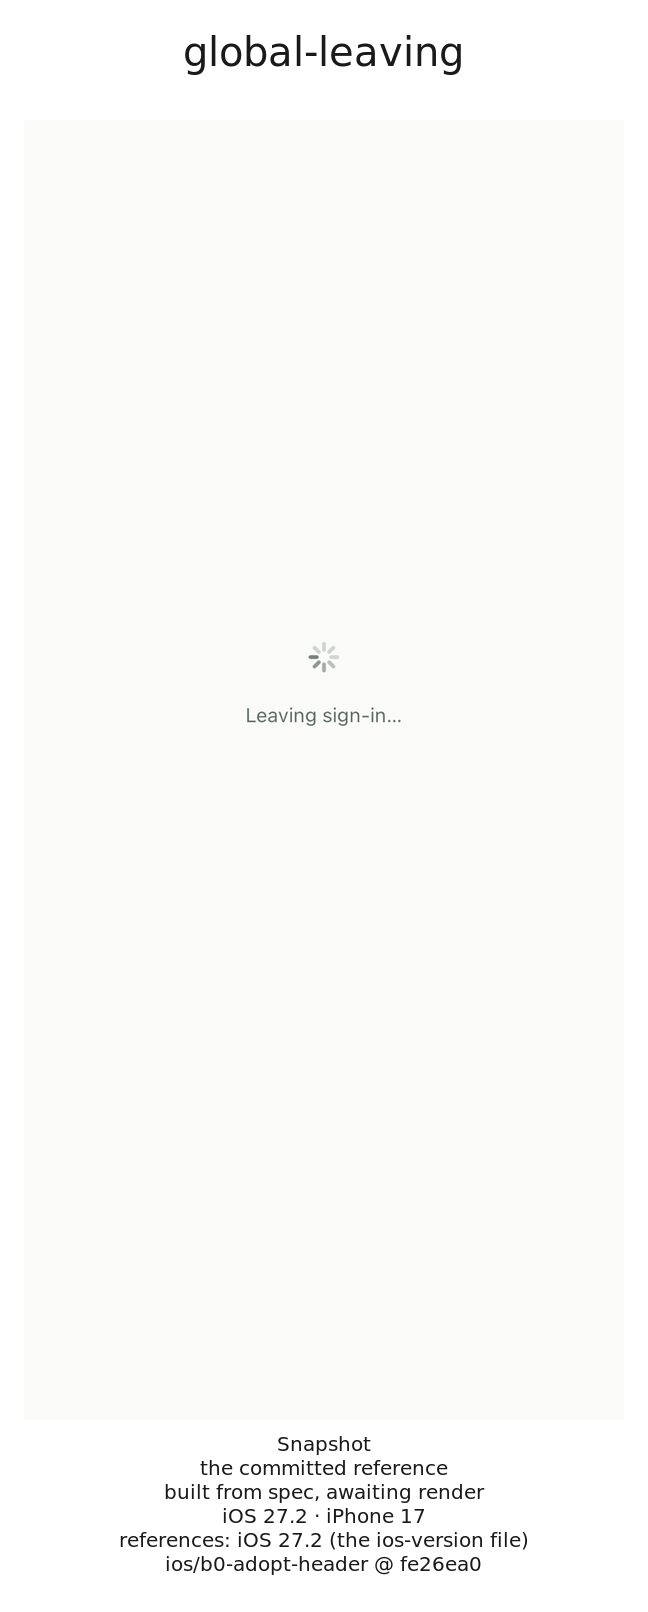 global-leaving
Leaving sign-in...
Snapshot
the committed reference
built from spec, awaiting render
iOS 27.2 · iPhone 17
references: iOS 27.2 (the ios-version file)
ios/b0-adopt-header @ fe26ea0